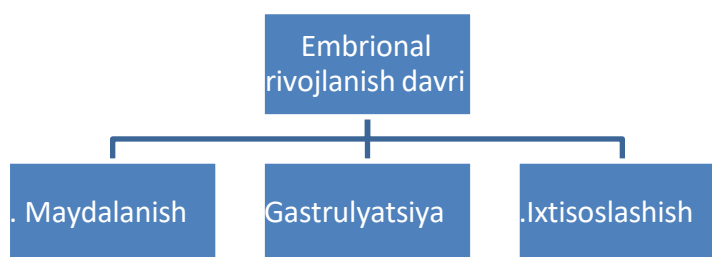 Embrional
rivojlanish davri
. Maydalanish
Gastrulyatsiya
.Ixtisoslashish